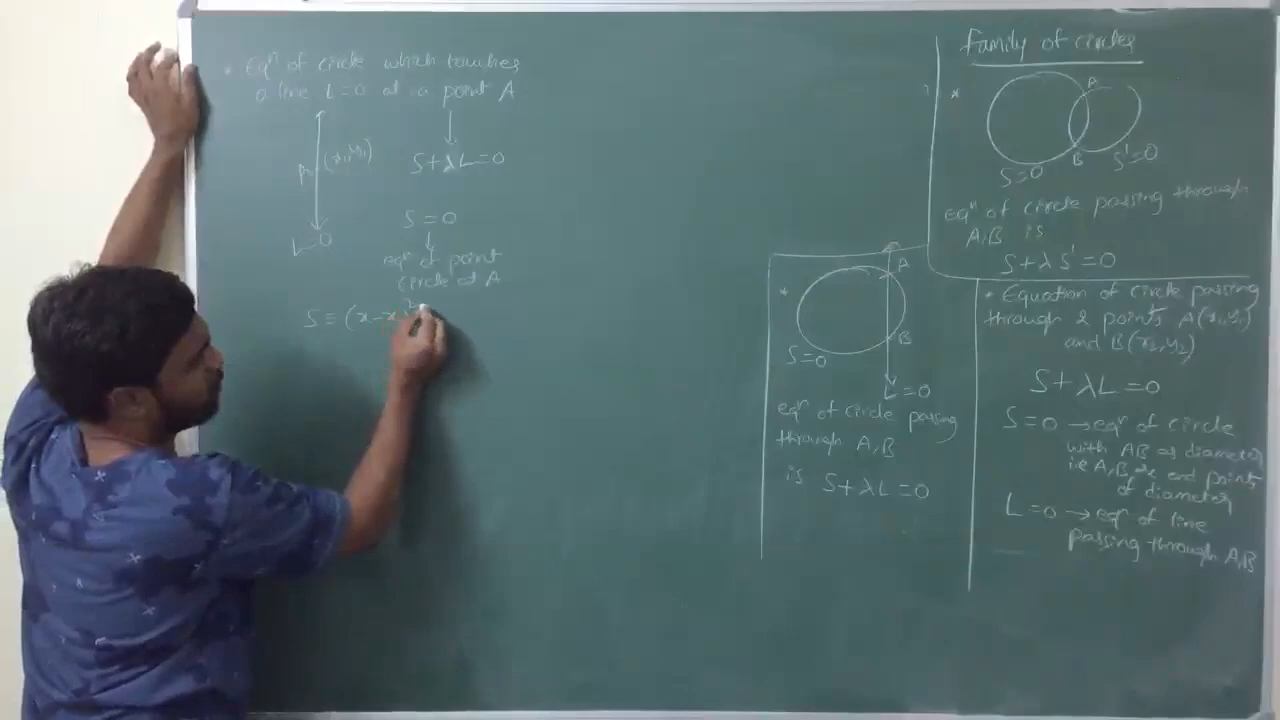 * Eqn of circle which touches
a line L=0 at a point A
A (x1,y1)
L=0
S+λL=0
S=0
eqn of point
circle at A
S≡(x-x1)²
Family of circles
*
A
B
S=0
S'=0
eqn of circle passing through
A,B is
S+λS'=0
*
A
B
S=0
L=0
eqn of circle passing
through A,B
is S+λL=0
* Equation of circle passing
through 2 points A(x1,y1)
and B(x2,y2)
S+λL=0
S=0 → eqn of circle
with AB as diameter
i.e A,B are end points
of diameter
L=0 → eqn of line
passing through A,B